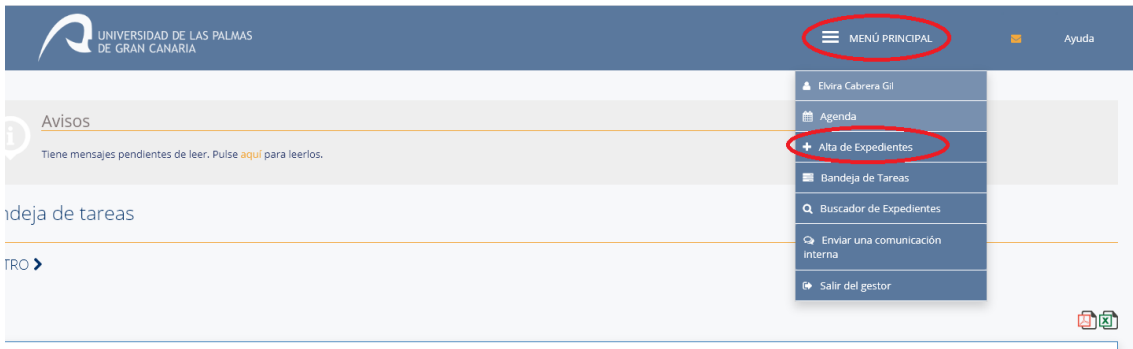 UNIVERSIDAD DE LAS PALMAS
DE GRAN CANARIA
MENÚ PRINCIPAL
Ayuda
Elvira Cabrera Gil
Agenda
Alta de Expedientes
Bandeja de Tareas
Buscador de Expedientes
Enviar una comunicación
interna
Salir del gestor
Avisos
Tiene mensajes pendientes de leer. Pulse aquí para leerlos.
ndeja de tareas
TRO